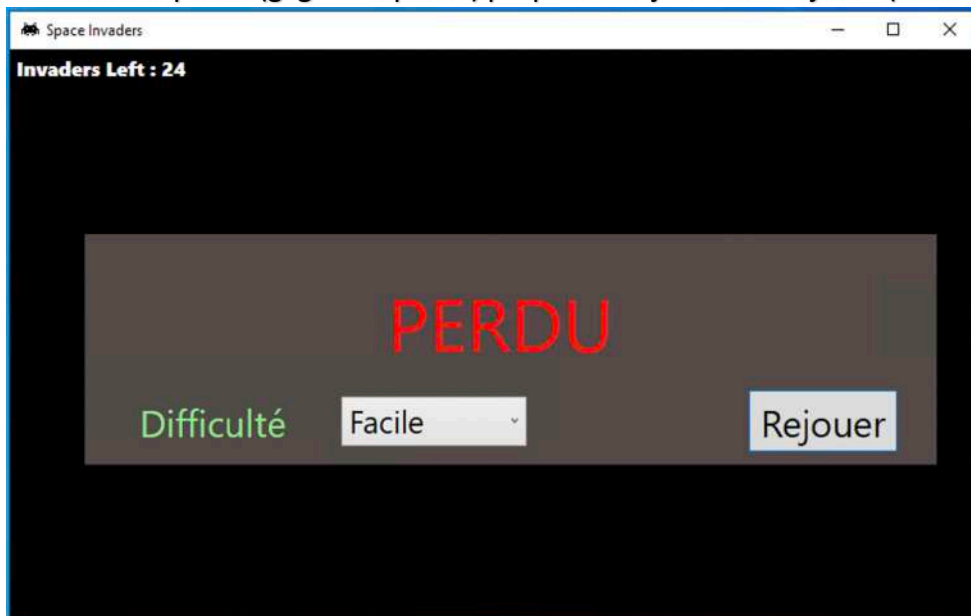 Space Invaders
Invaders Left : 24
PERDU
Difficulté
Facile
Rejouer